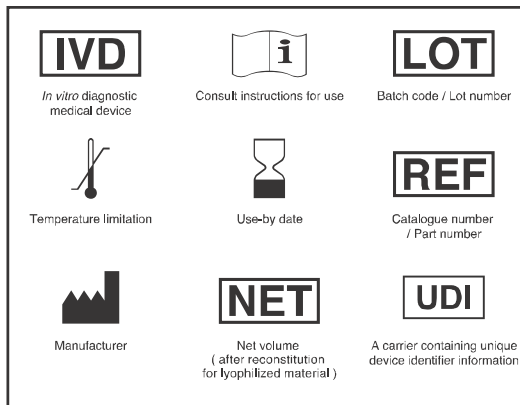 IVD
i
LOT
In vitro diagnostic
medical device
Consult instructions for use
Batch code / Lot number
Temperature limitation
Use-by date
REF
Catalogue number
/ Part number
Manufacturer
NET
Net volume
( after reconstitution
for lyophilized material )
UDI
A carrier containing unique
device identifier information